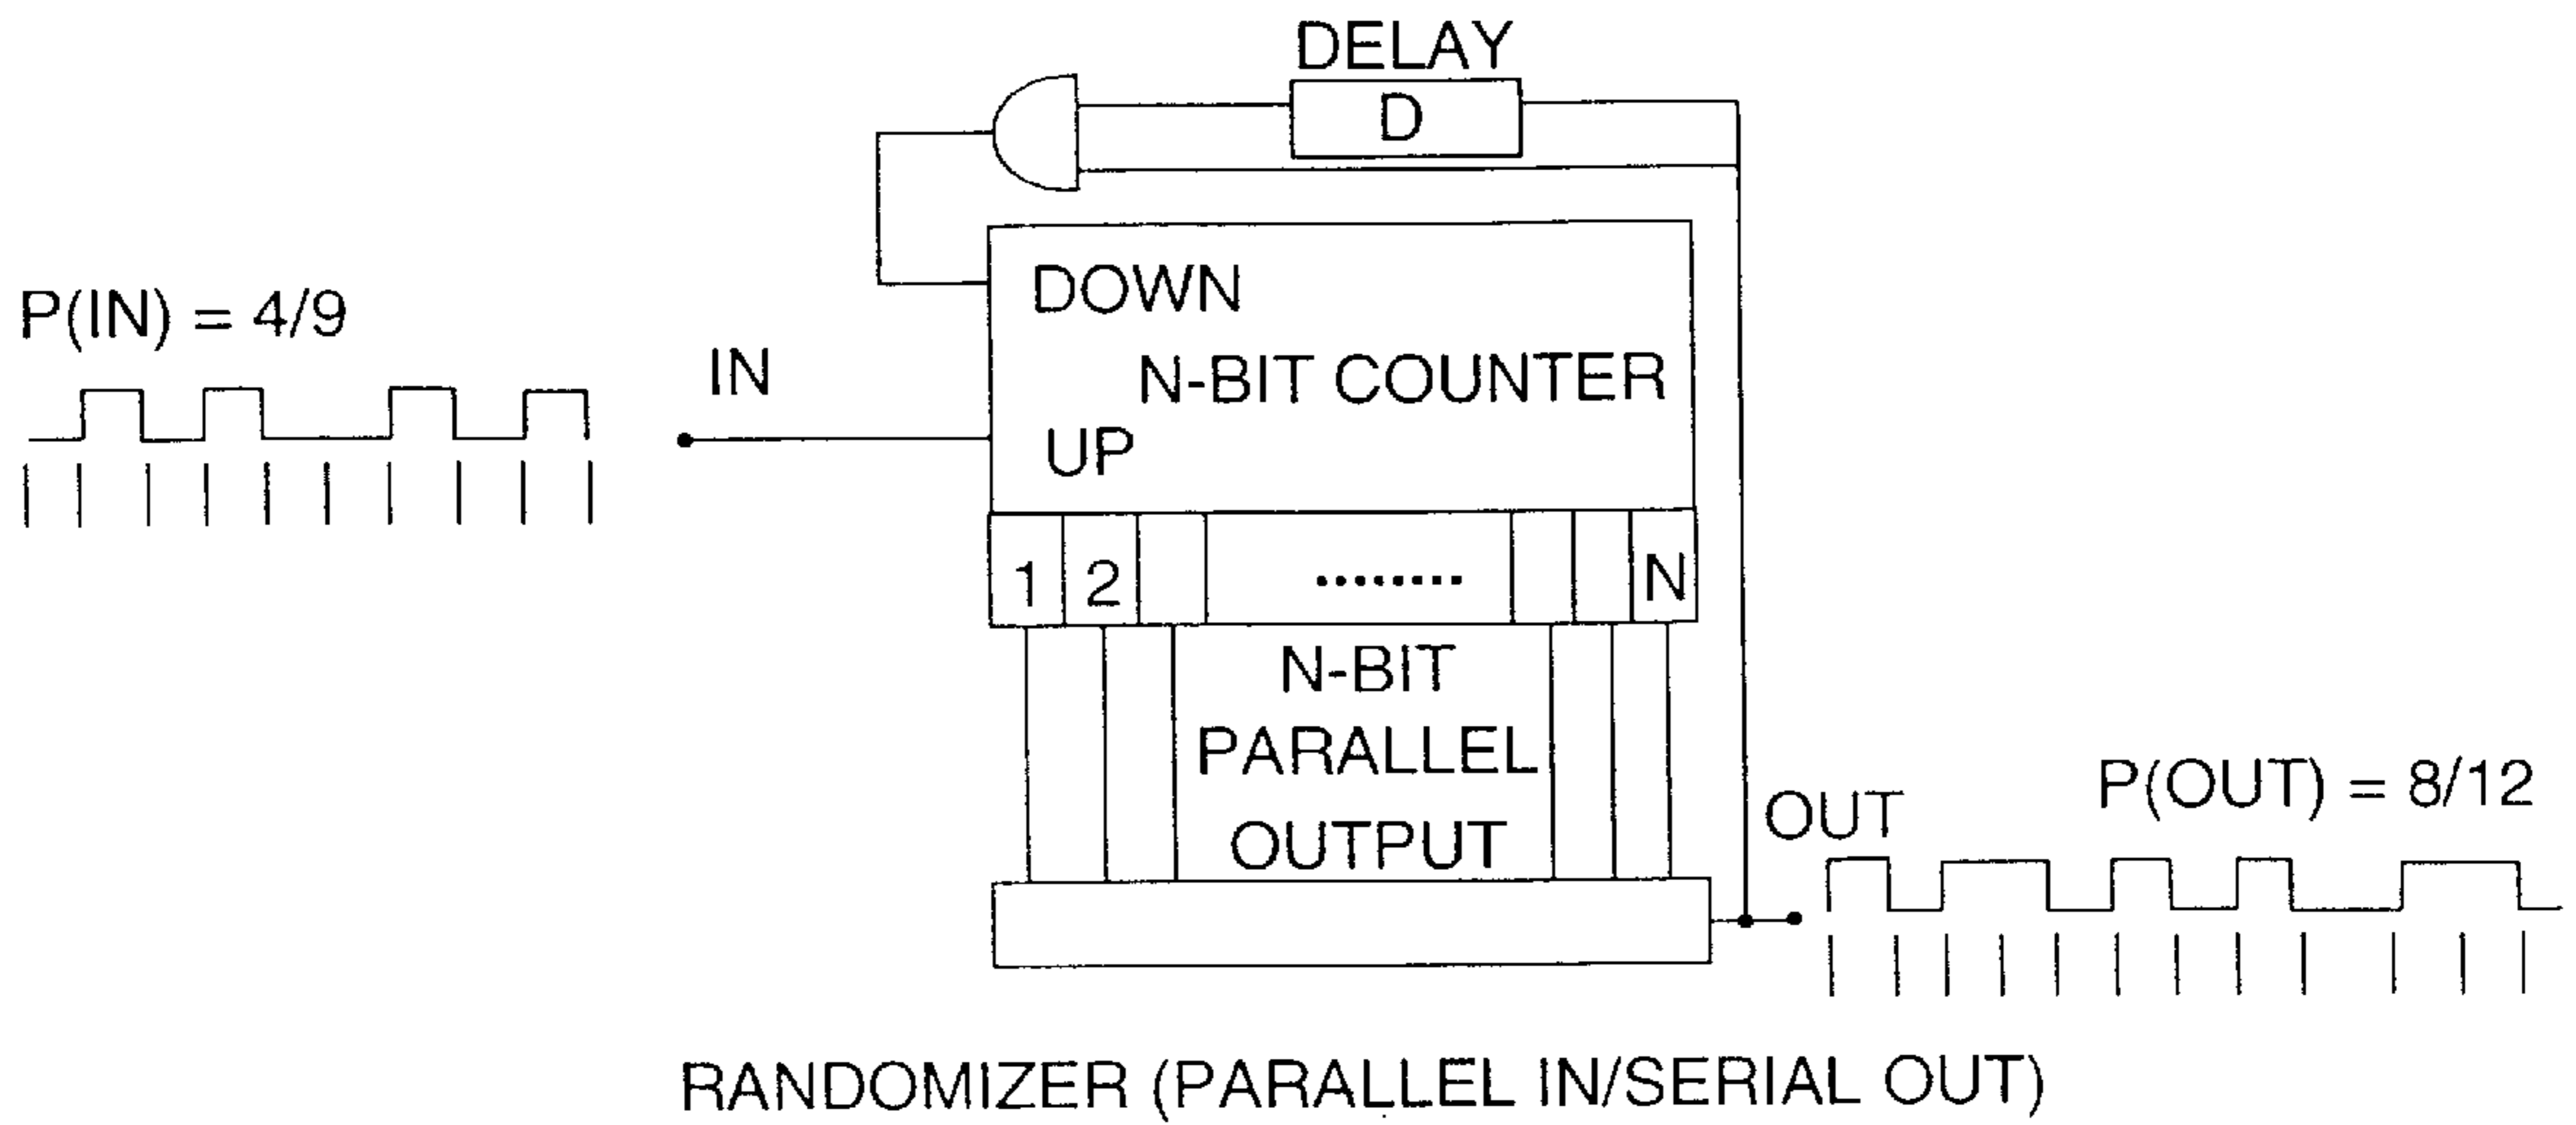 DELAY
D
P(IN) = 4/9
IN
DOWN
N-BIT COUNTER
UP
1 2 ........ N
N-BIT
PARALLEL
OUTPUT
OUT
P(OUT) = 8/12
RANDOMIZER (PARALLEL IN/SERIAL OUT)